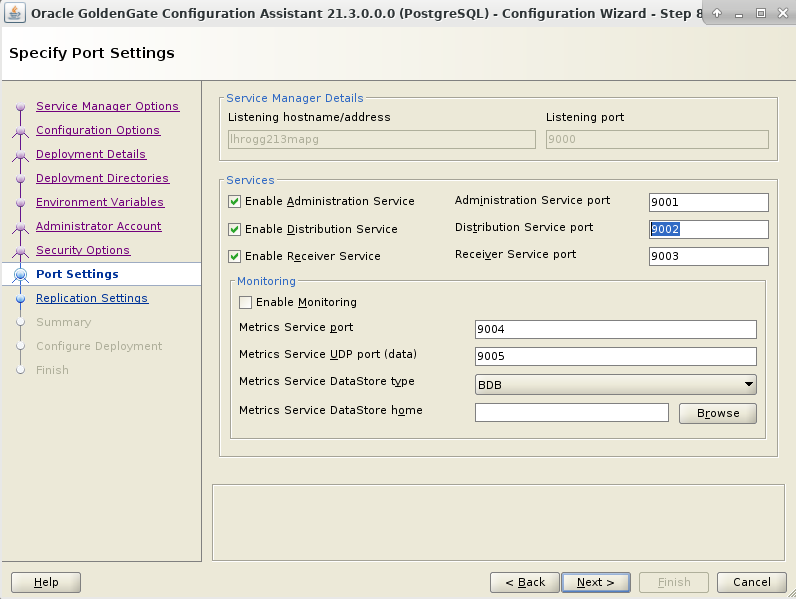 Oracle GoldenGate Configuration Assistant 21.3.0.0.0 (PostgreSQL) - Configuration Wizard - Step 8
Specify Port Settings
Service Manager Options
Configuration Options
Deployment Details
Deployment Directories
Environment Variables
Administrator Account
Security Options
Port Settings
Replication Settings
Summary
Configure Deployment
Finish
Service Manager Details
Listening hostname/address Listening port
lhrogg213mapg 9000
Services
Enable Administration Service Administration Service port 9001
Enable Distribution Service Distribution Service port 9002
Enable Receiver Service Receiver Service port 9003
Monitoring
Enable Monitoring
Metrics Service port 9004
Metrics Service UDP port (data) 9005
Metrics Service DataStore type BDB
Metrics Service DataStore home Browse
Help < Back Next > Finish Cancel